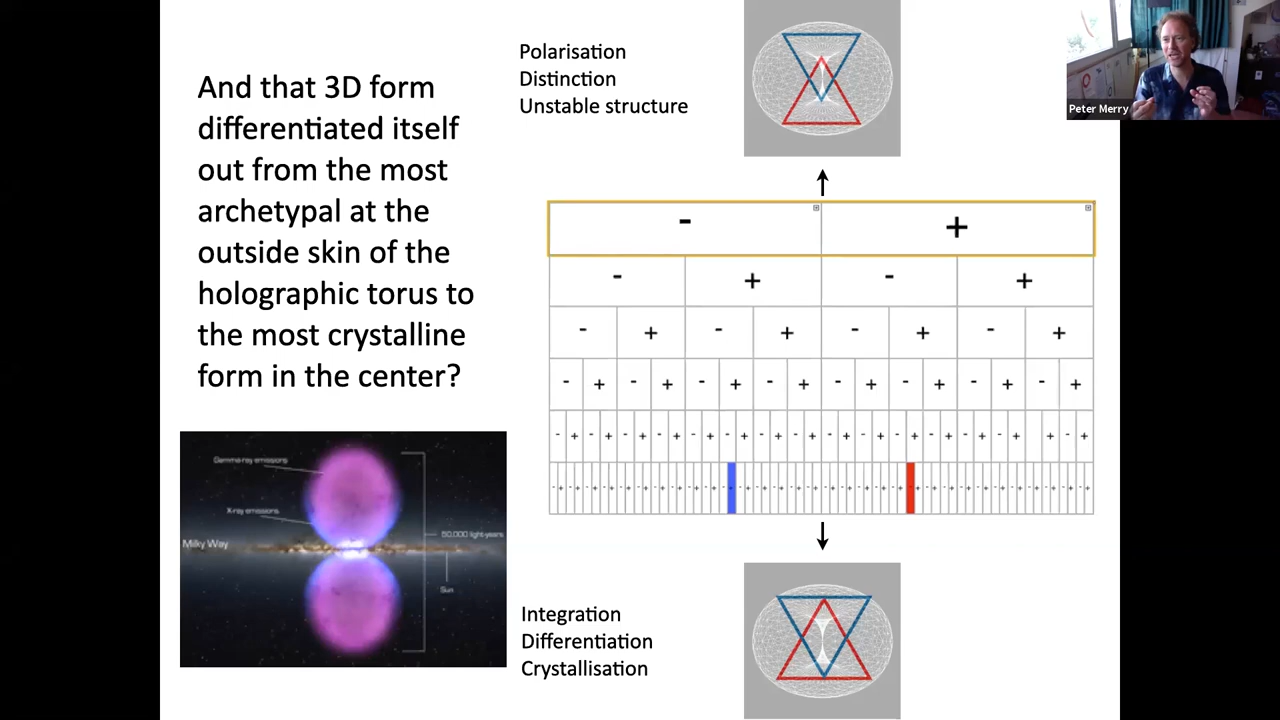 And that 3D form
differentiated itself
out from the most
archetypal at the
outside skin of the
holographic torus to
the most crystalline
form in the center?
Polarisation
Distinction
Unstable structure
Peter Merry
- +
- + - +
- + - + - + - +
- + - + - + - + - + - + - + - +
Gamma-ray emissions
X-ray emissions
Milky Way
50,000 light-years
Sun
Integration
Differentiation
Crystallisation